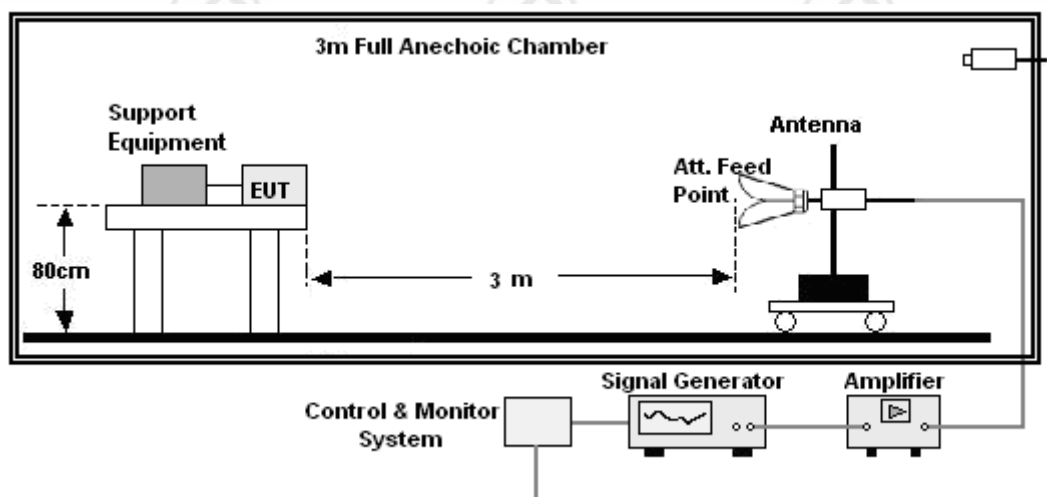 3m Full Anechoic Chamber
Support
Equipment
EUT
Antenna
Att. Feed
Point
80cm
3 m
Signal Generator
Amplifier
Control & Monitor
System